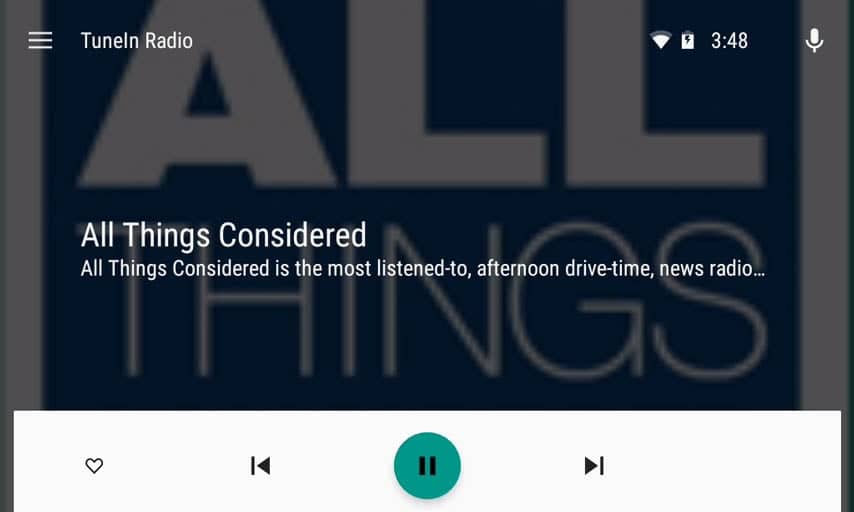 TuneIn Radio
3:48
ALL
THINGS
All Things Considered
All Things Considered is the most listened-to, afternoon drive-time, news radio…